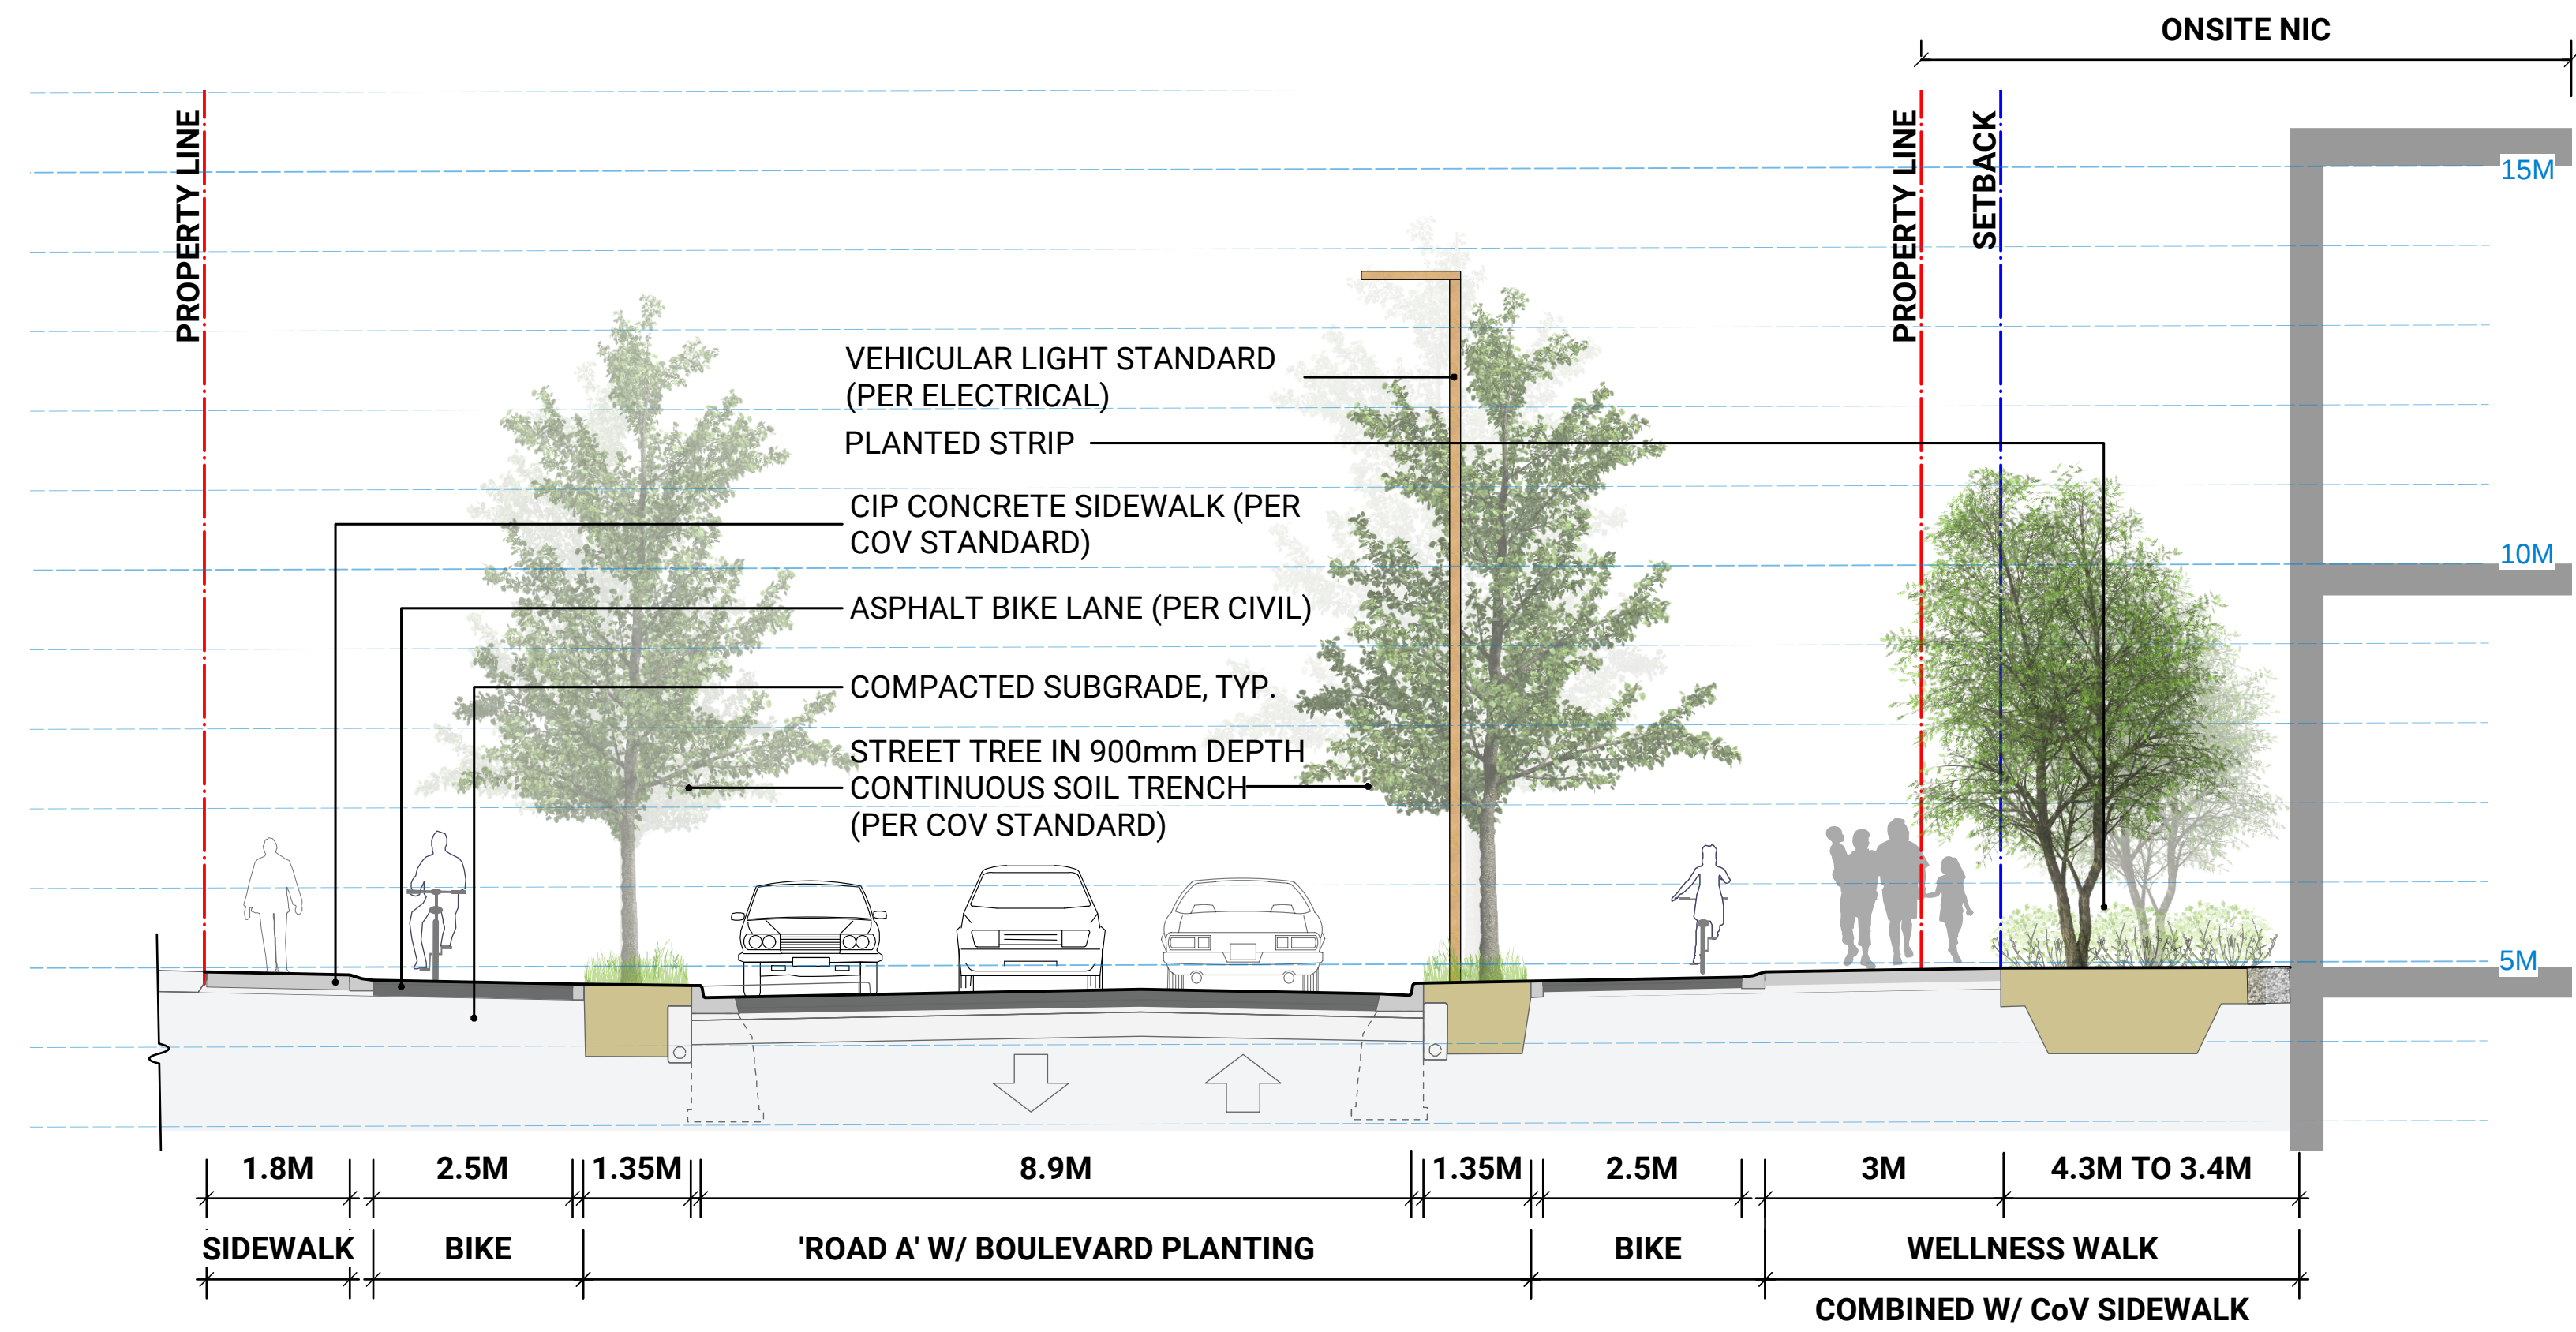 ONSITE NIC
PROPERTY LINE
PROPERTY LINE
SETBACK
15M
VEHICULAR LIGHT STANDARD
(PER ELECTRICAL)
PLANTED STRIP
CIP CONCRETE SIDEWALK (PER
COV STANDARD)
10M
ASPHALT BIKE LANE (PER CIVIL)
COMPACTED SUBGRADE, TYP.
STREET TREE IN 900mm DEPTH
CONTINUOUS SOIL TRENCH
(PER COV STANDARD)
5M
1.8M 2.5M 1.35M 8.9M 1.35M 2.5M 3M 4.3M TO 3.4M
SIDEWALK BIKE 'ROAD A' W/ BOULEVARD PLANTING BIKE WELLNESS WALK
COMBINED W/ CoV SIDEWALK